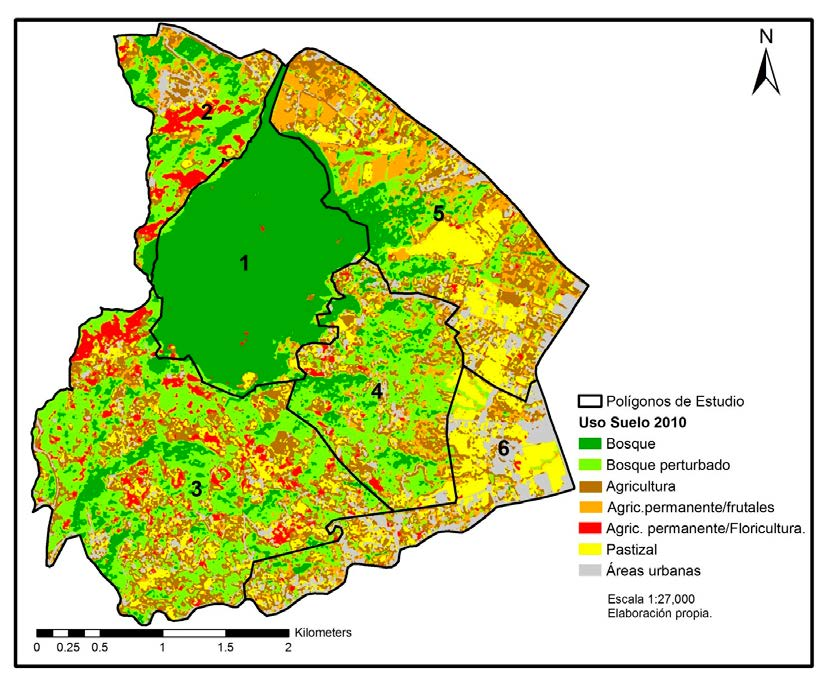 N
2
5
1
4
6
3
Polígonos de Estudio
Uso Suelo 2010
Bosque
Bosque perturbado
Agricultura
Agric.permanente/frutales
Agric. permanente/Floricultura.
Pastizal
Áreas urbanas
Escala 1:27,000
Elaboración propia.
Kilometers
0 0.25 0.5 1 1.5 2